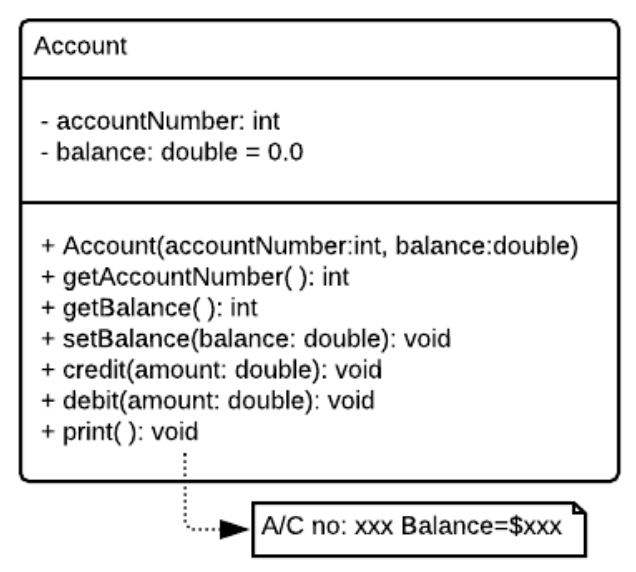 Account
- accountNumber: int
- balance: double = 0.0
+ Account(accountNumber:int, balance:double)
+ getAccountNumber( ): int
+ getBalance( ): int
+ setBalance(balance: double): void
+ credit(amount: double): void
+ debit(amount: double): void
+ print( ): void
A/C no: xxx Balance=$xxx